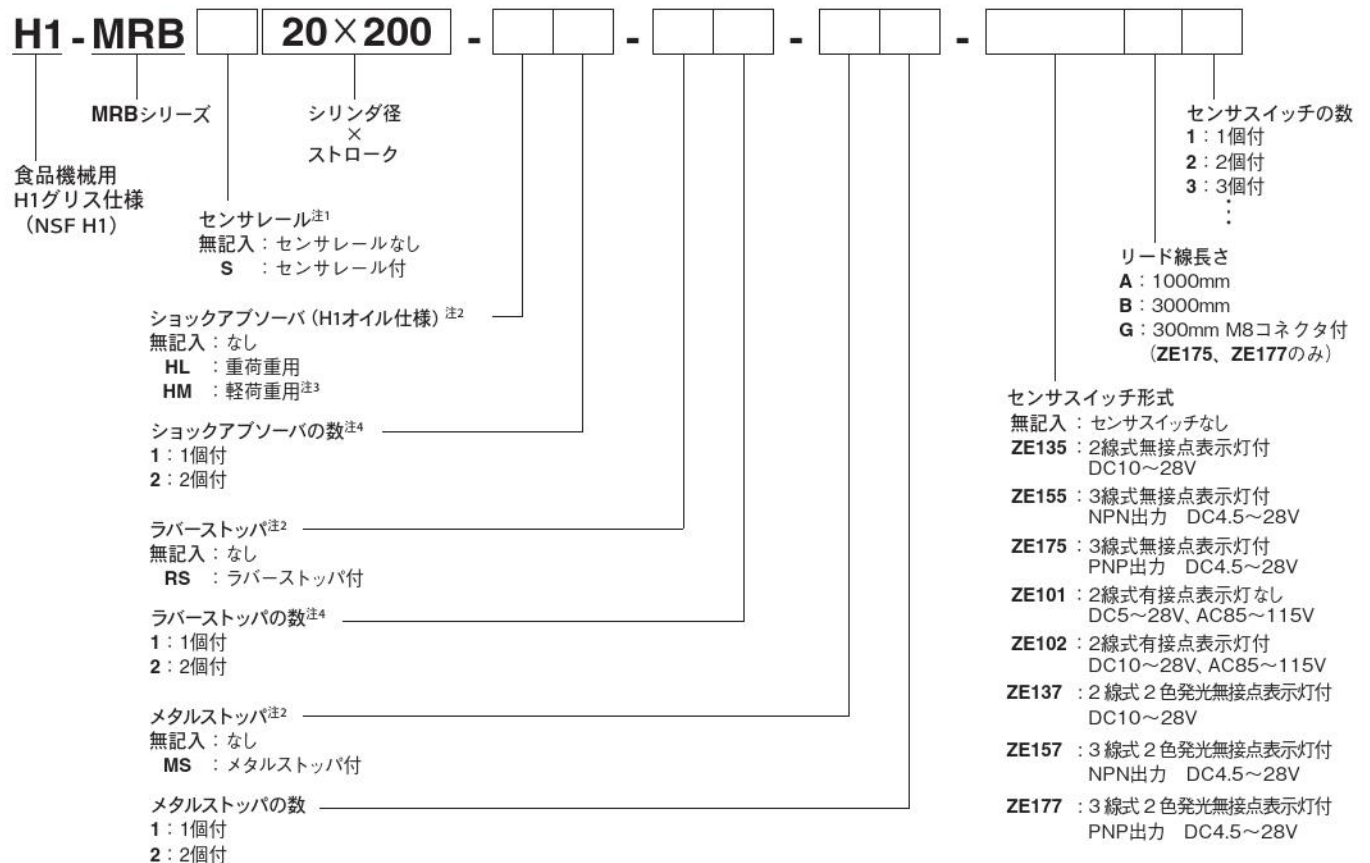 H1-MRB 20×200 - - - -
MRBシリーズ
シリンダ径
×
ストローク
食品機械用
H1グリス仕様
(NSF H1)
センサレール注1
無記入：センサレールなし
S ：センサレール付
ショックアブソーバ（H1オイル仕様）注2
無記入：なし
HL ：重荷重用
HM ：軽荷重用注3
ショックアブソーバの数注4
1：1個付
2：2個付
ラバーストッパ注2
無記入：なし
RS ：ラバーストッパ付
ラバーストッパの数注4
1：1個付
2：2個付
メタルストッパ注2
無記入：なし
MS ：メタルストッパ付
メタルストッパの数
1：1個付
2：2個付
センサスイッチの数
1：1個付
2：2個付
3：3個付
⋮
リード線長さ
A：1000mm
B：3000mm
G：300mm M8コネクタ付
（ZE175、ZE177のみ）
センサスイッチ形式
無記入：センサスイッチなし
ZE135：2線式無接点表示灯付
DC10〜28V
ZE155：3線式無接点表示灯付
NPN出力 DC4.5〜28V
ZE175：3線式無接点表示灯付
PNP出力 DC4.5〜28V
ZE101：2線式有接点表示灯なし
DC5〜28V、AC85〜115V
ZE102：2線式有接点表示灯付
DC10〜28V、AC85〜115V
ZE137：2線式2色発光無接点表示灯付
DC10〜28V
ZE157：3線式2色発光無接点表示灯付
NPN出力 DC4.5〜28V
ZE177：3線式2色発光無接点表示灯付
PNP出力 DC4.5〜28V